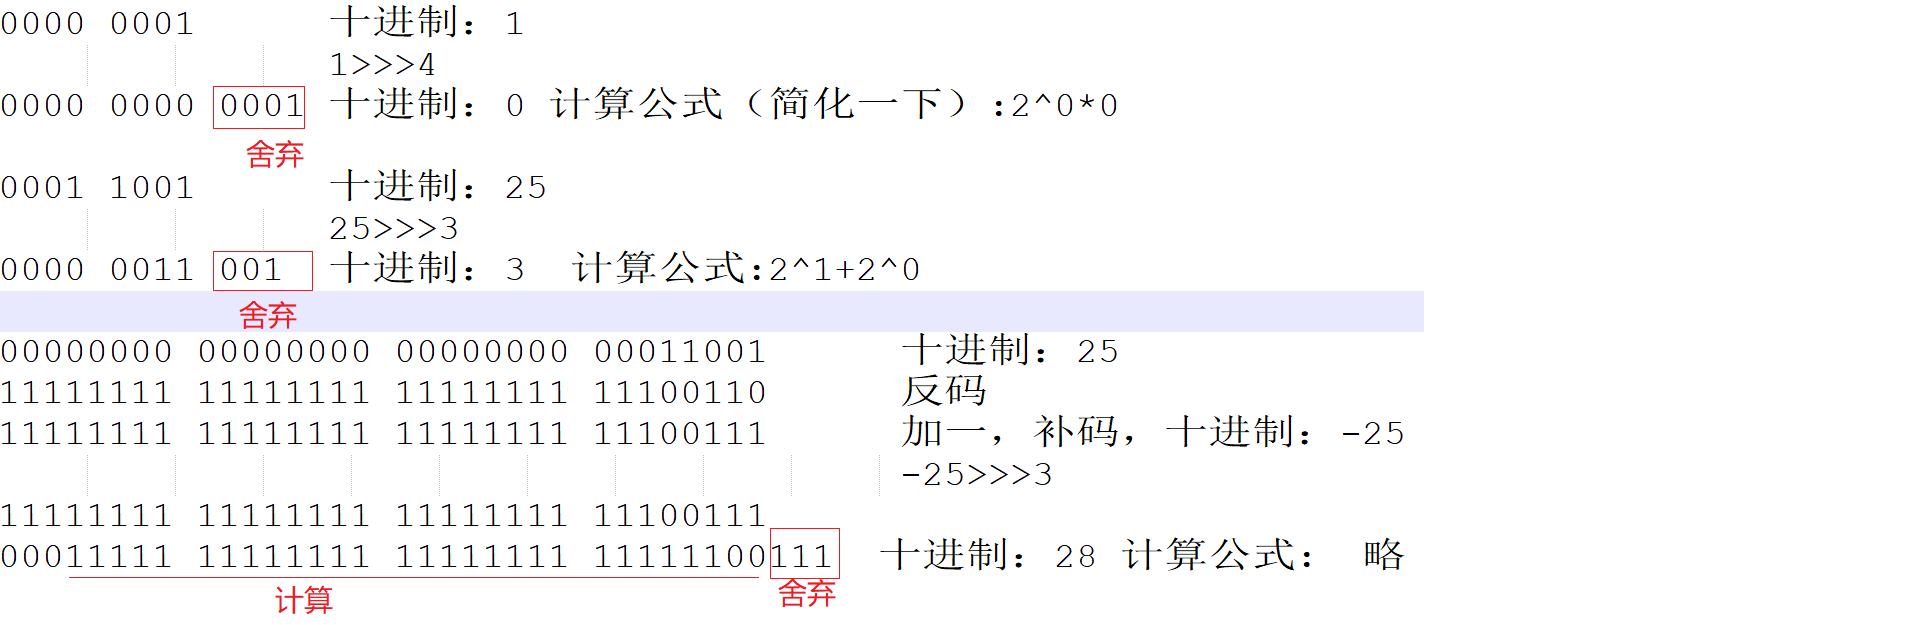 0000 0001 十进制：1
1>>>4
0000 0000 0001 十进制：0 计算公式（简化一下）:2^0*0
舍弃
0001 1001 十进制：25
25>>>3
0000 0011 001 十进制：3 计算公式:2^1+2^0
舍弃
00000000 00000000 00000000 00011001 十进制：25
11111111 11111111 11111111 11100110 反码
11111111 11111111 11111111 11100111 加一，补码，十进制：-25
-25>>>3
11111111 11111111 11111111 11100111
00011111 11111111 11111111 11111100111 十进制：28 计算公式： 略
计算 舍弃